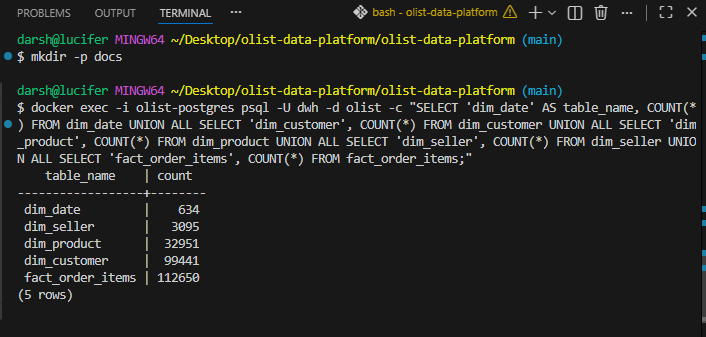 PROBLEMS OUTPUT TERMINAL ... bash - olist-data-platform
darsh@lucifer MINGW64 ~/Desktop/olist-data-platform/olist-data-platform (main)
$ mkdir -p docs
darsh@lucifer MINGW64 ~/Desktop/olist-data-platform/olist-data-platform (main)
$ docker exec -i olist-postgres psql -U dwh -d olist -c "SELECT 'dim_date' AS table_name, COUNT(*
) FROM dim_date UNION ALL SELECT 'dim_customer', COUNT(*) FROM dim_customer UNION ALL SELECT 'dim
_product', COUNT(*) FROM dim_product UNION ALL SELECT 'dim_seller', COUNT(*) FROM dim_seller UNIO
N ALL SELECT 'fact_order_items', COUNT(*) FROM fact_order_items;"
    table_name    | count
------------------+--------
 dim_date         |    634
 dim_seller       |   3095
 dim_product      |  32951
 dim_customer     |  99441
 fact_order_items | 112650
(5 rows)